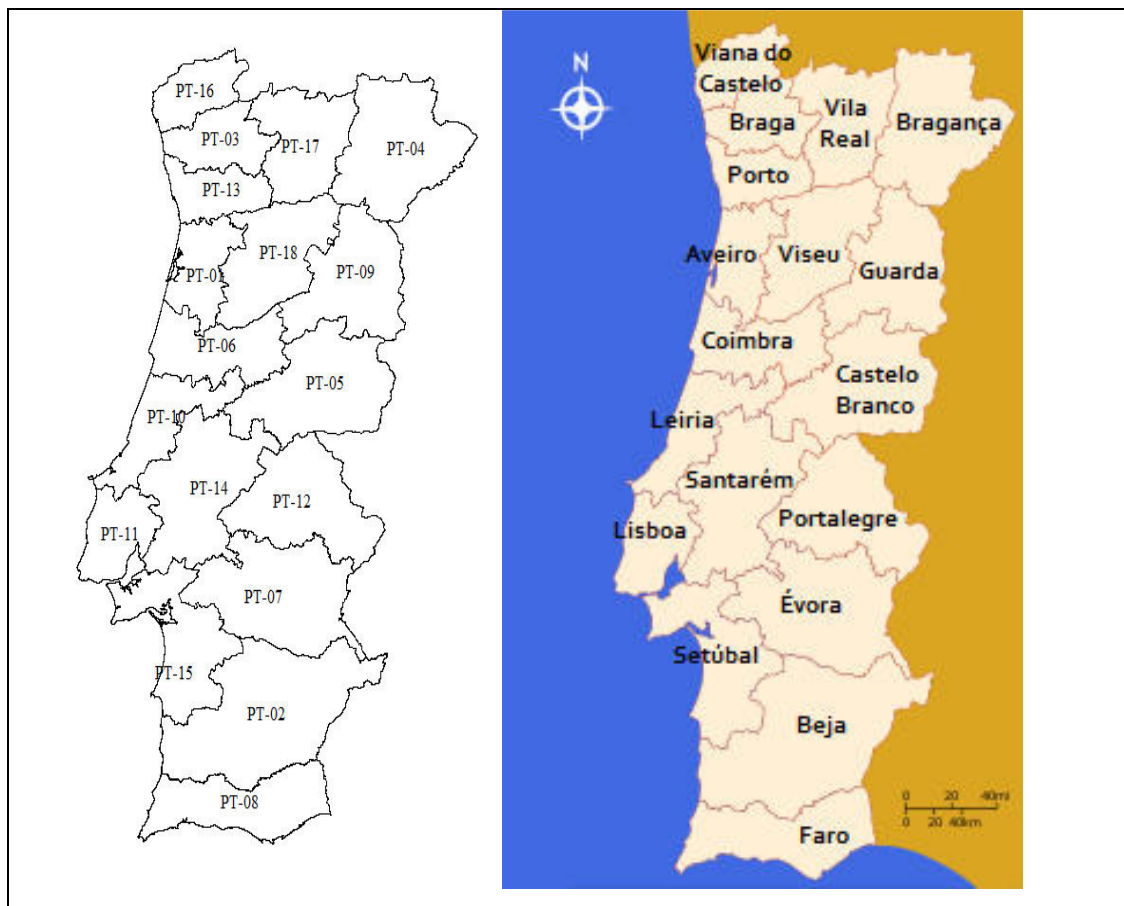 PT-16
PT-03
PT-17
PT-04
PT-13
PT-18
PT-01
PT-09
PT-06
PT-05
PT-10
PT-14
PT-12
PT-11
PT-07
PT-15
PT-02
PT-08
N
Viana do
Castelo
Braga
Vila
Real
Bragança
Porto
Aveiro
Viseu
Guarda
Coimbra
Castelo
Branco
Leiria
Santarém
Portalegre
Lisboa
Évora
Setúbal
Beja
0 20 40mi
0 20 40km
Faro